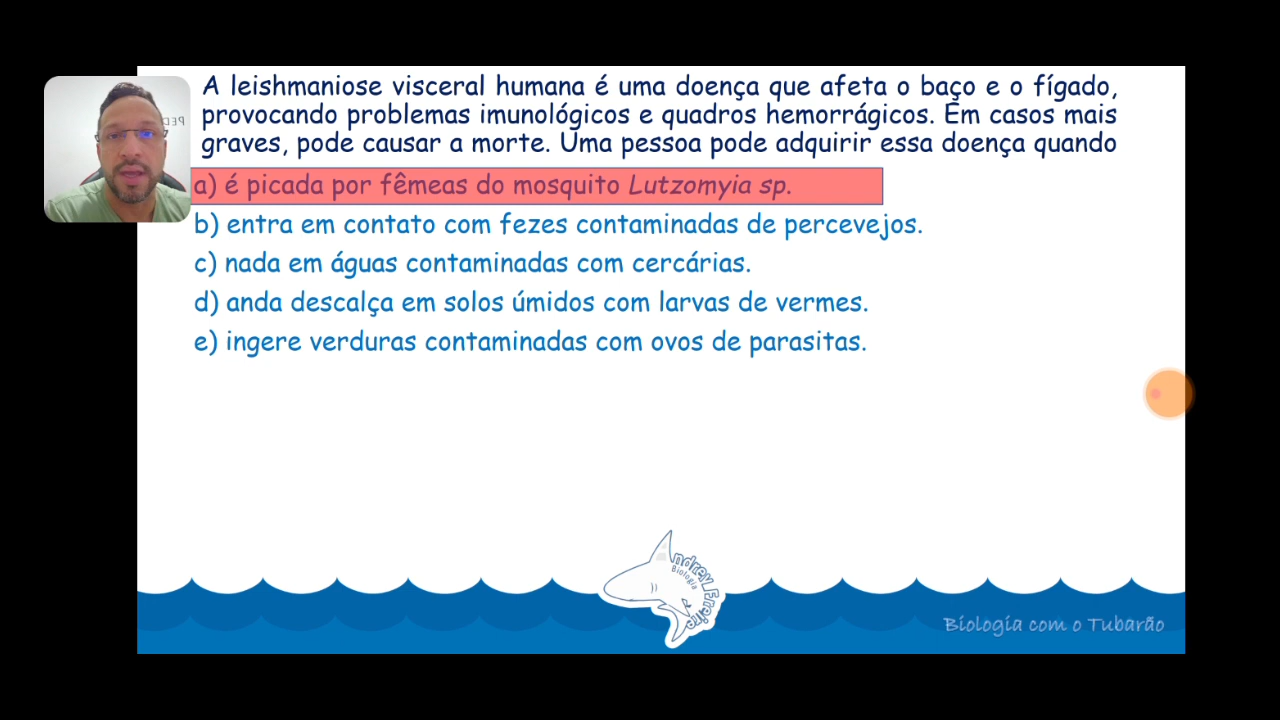 A leishmaniose visceral humana é uma doença que afeta o baço e o fígado,
provocando problemas imunológicos e quadros hemorrágicos. Em casos mais
graves, pode causar a morte. Uma pessoa pode adquirir essa doença quando
a) é picada por fêmeas do mosquito Lutzomyia sp.
b) entra em contato com fezes contaminadas de percevejos.
c) nada em águas contaminadas com cercárias.
d) anda descalça em solos úmidos com larvas de vermes.
e) ingere verduras contaminadas com ovos de parasitas.
Biologia
Biologia com o Tubarão